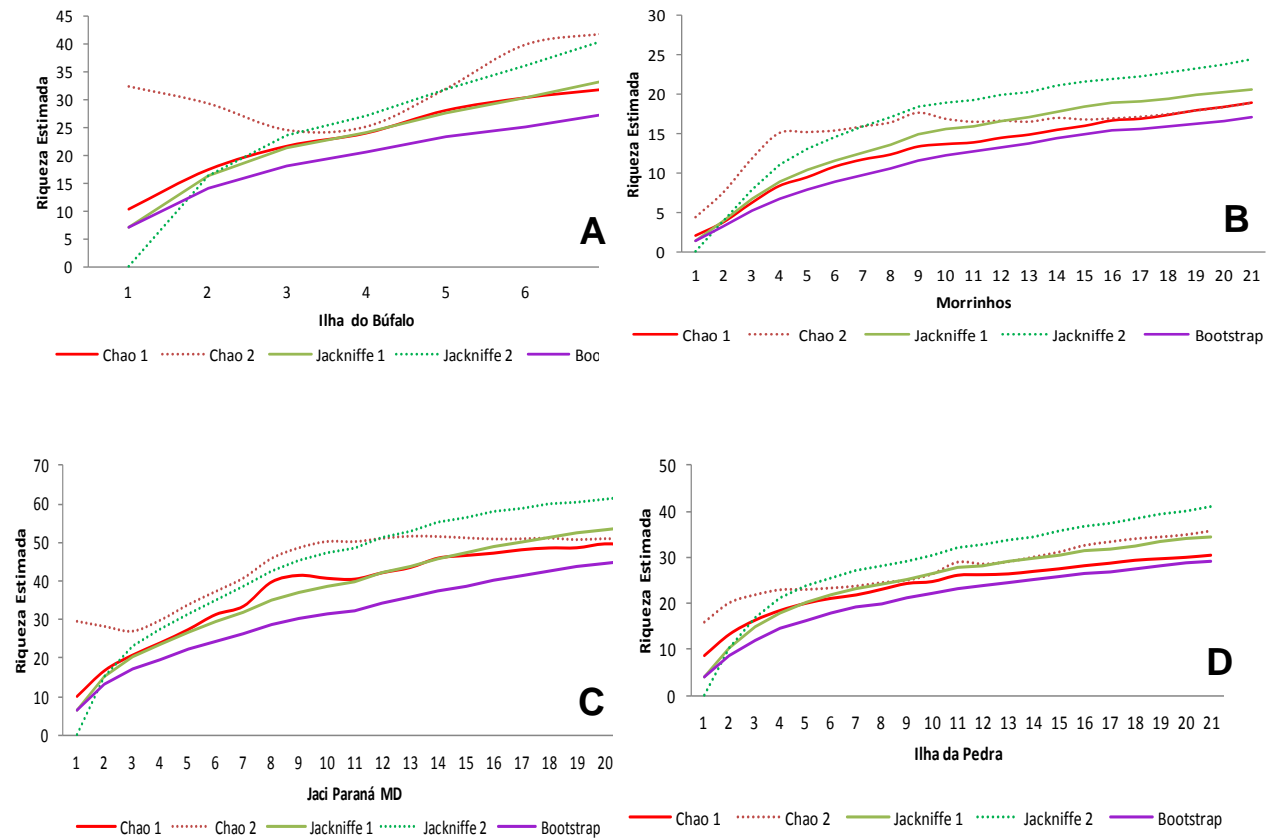 45
40
35
30
25
20
15
10
5
0
Riqueza Estimada
A
1 2 3 4 5 6
Ilha do Búfalo
Chao 1 Chao 2 Jackniffe 1 Jackniffe 2 Boo
30
25
20
15
10
5
0
Riqueza Estimada
B
1 2 3 4 5 6 7 8 9 10 11 12 13 14 15 16 17 18 19 20 21
Morrinhos
Chao 1 Chao 2 Jackniffe 1 Jackniffe 2 Bootstrap
70
60
50
40
30
20
10
0
Riqueza Estimada
C
1 2 3 4 5 6 7 8 9 10 11 12 13 14 15 16 17 18 19 20
Jaci Paraná MD
Chao 1 Chao 2 Jackniffe 1 Jackniffe 2 Bootstrap
50
40
30
20
10
0
Riqueza Estimada
D
1 2 3 4 5 6 7 8 9 10 11 12 13 14 15 16 17 18 19 20 21
Ilha da Pedra
Chao 1 Chao 2 Jackniffe 1 Jackniffe 2 Bootstrap